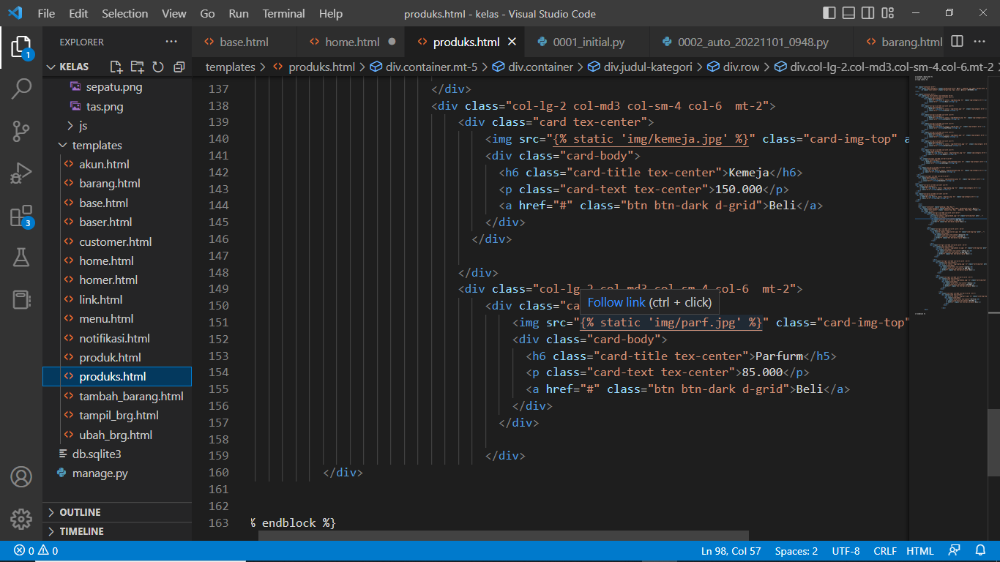 File Edit Selection View Go Run Terminal Help produks.html - kelas - Visual Studio Code
EXPLORER ···
base.html home.html produks.html 0001_initial.py 0002_auto_20221101_0948.py barang.html
KELAS
templates > produks.html > div.container.mt-5 > div.container > div.judul-kategori > div.row > div.col-lg-2.col-md3.col-sm-4.col-6.mt-2 >
1
3
sepatu.png
tas.png
js
templates
akun.html
barang.html
base.html
baser.html
customer.html
home.html
homer.html
link.html
menu.html
notifikasi.html
produk.html
produks.html
tambah_barang.html
tampil_brg.html
ubah_brg.html
db.sqlite3
manage.py
OUTLINE
TIMELINE
137 </div>
138 <div class="col-lg-2 col-md3 col-sm-4 col-6  mt-2">
139 <div class="card tex-center">
140 <img src="{% static 'img/kemeja.jpg' %}" class="card-img-top" a
141 <div class="card-body">
142 <h6 class="card-title tex-center">Kemeja</h6>
143 <p class="card-text tex-center">150.000</p>
144 <a href="#" class="btn btn-dark d-grid">Beli</a>
145 </div>
146 </div>
147
148 </div>
149 <div class="col-lg-2 col-md3 col-sm-4 col-6  mt-2">
Follow link (ctrl + click)
150 <div class="ca
151 <img src="{% static 'img/parf.jpg' %}" class="card-img-top"
152 <div class="card-body">
153 <h6 class="card-title tex-center">Parfurm</h5>
154 <p class="card-text tex-center">85.000</p>
155 <a href="#" class="btn btn-dark d-grid">Beli</a>
156 </div>
157 </div>
158
159 </div>
160 </div>
161
162
163 % endblock %}
0 0 Ln 98, Col 57 Spaces: 2 UTF-8 CRLF HTML